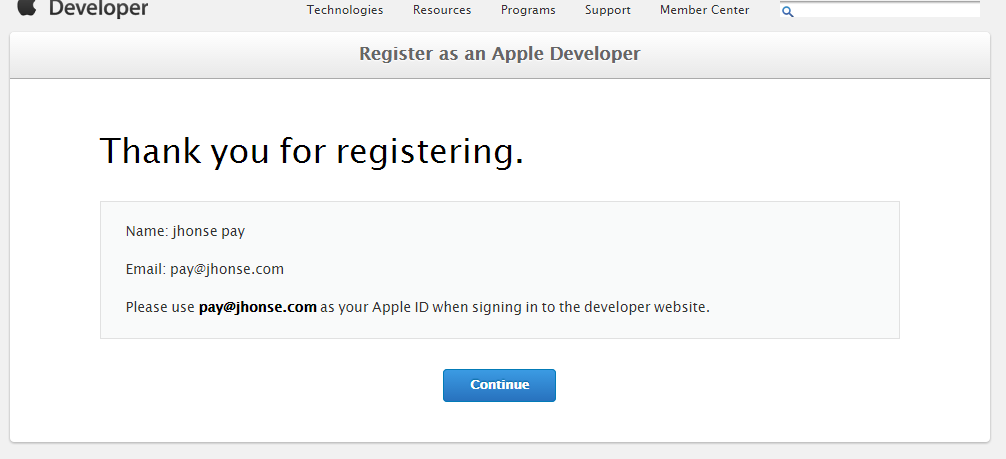 Developer
Technologies Resources Programs Support Member Center
Register as an Apple Developer
Thank you for registering.
Name: jhonse pay
Email: pay@jhonse.com
Please use pay@jhonse.com as your Apple ID when signing in to the developer website.
Continue